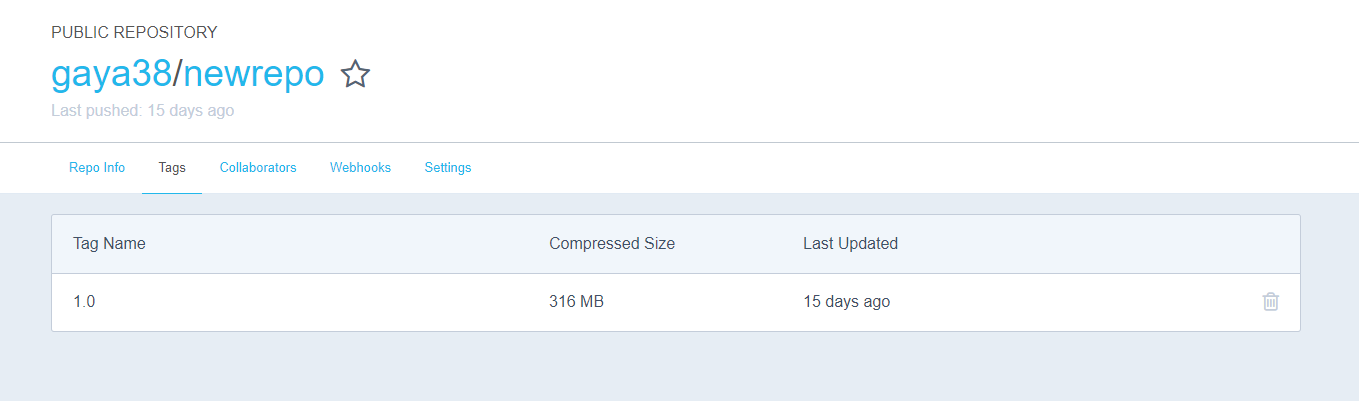 PUBLIC REPOSITORY
gaya38/newrepo
Last pushed: 15 days ago
Repo Info Tags Collaborators Webhooks Settings
Tag Name Compressed Size Last Updated
1.0 316 MB 15 days ago